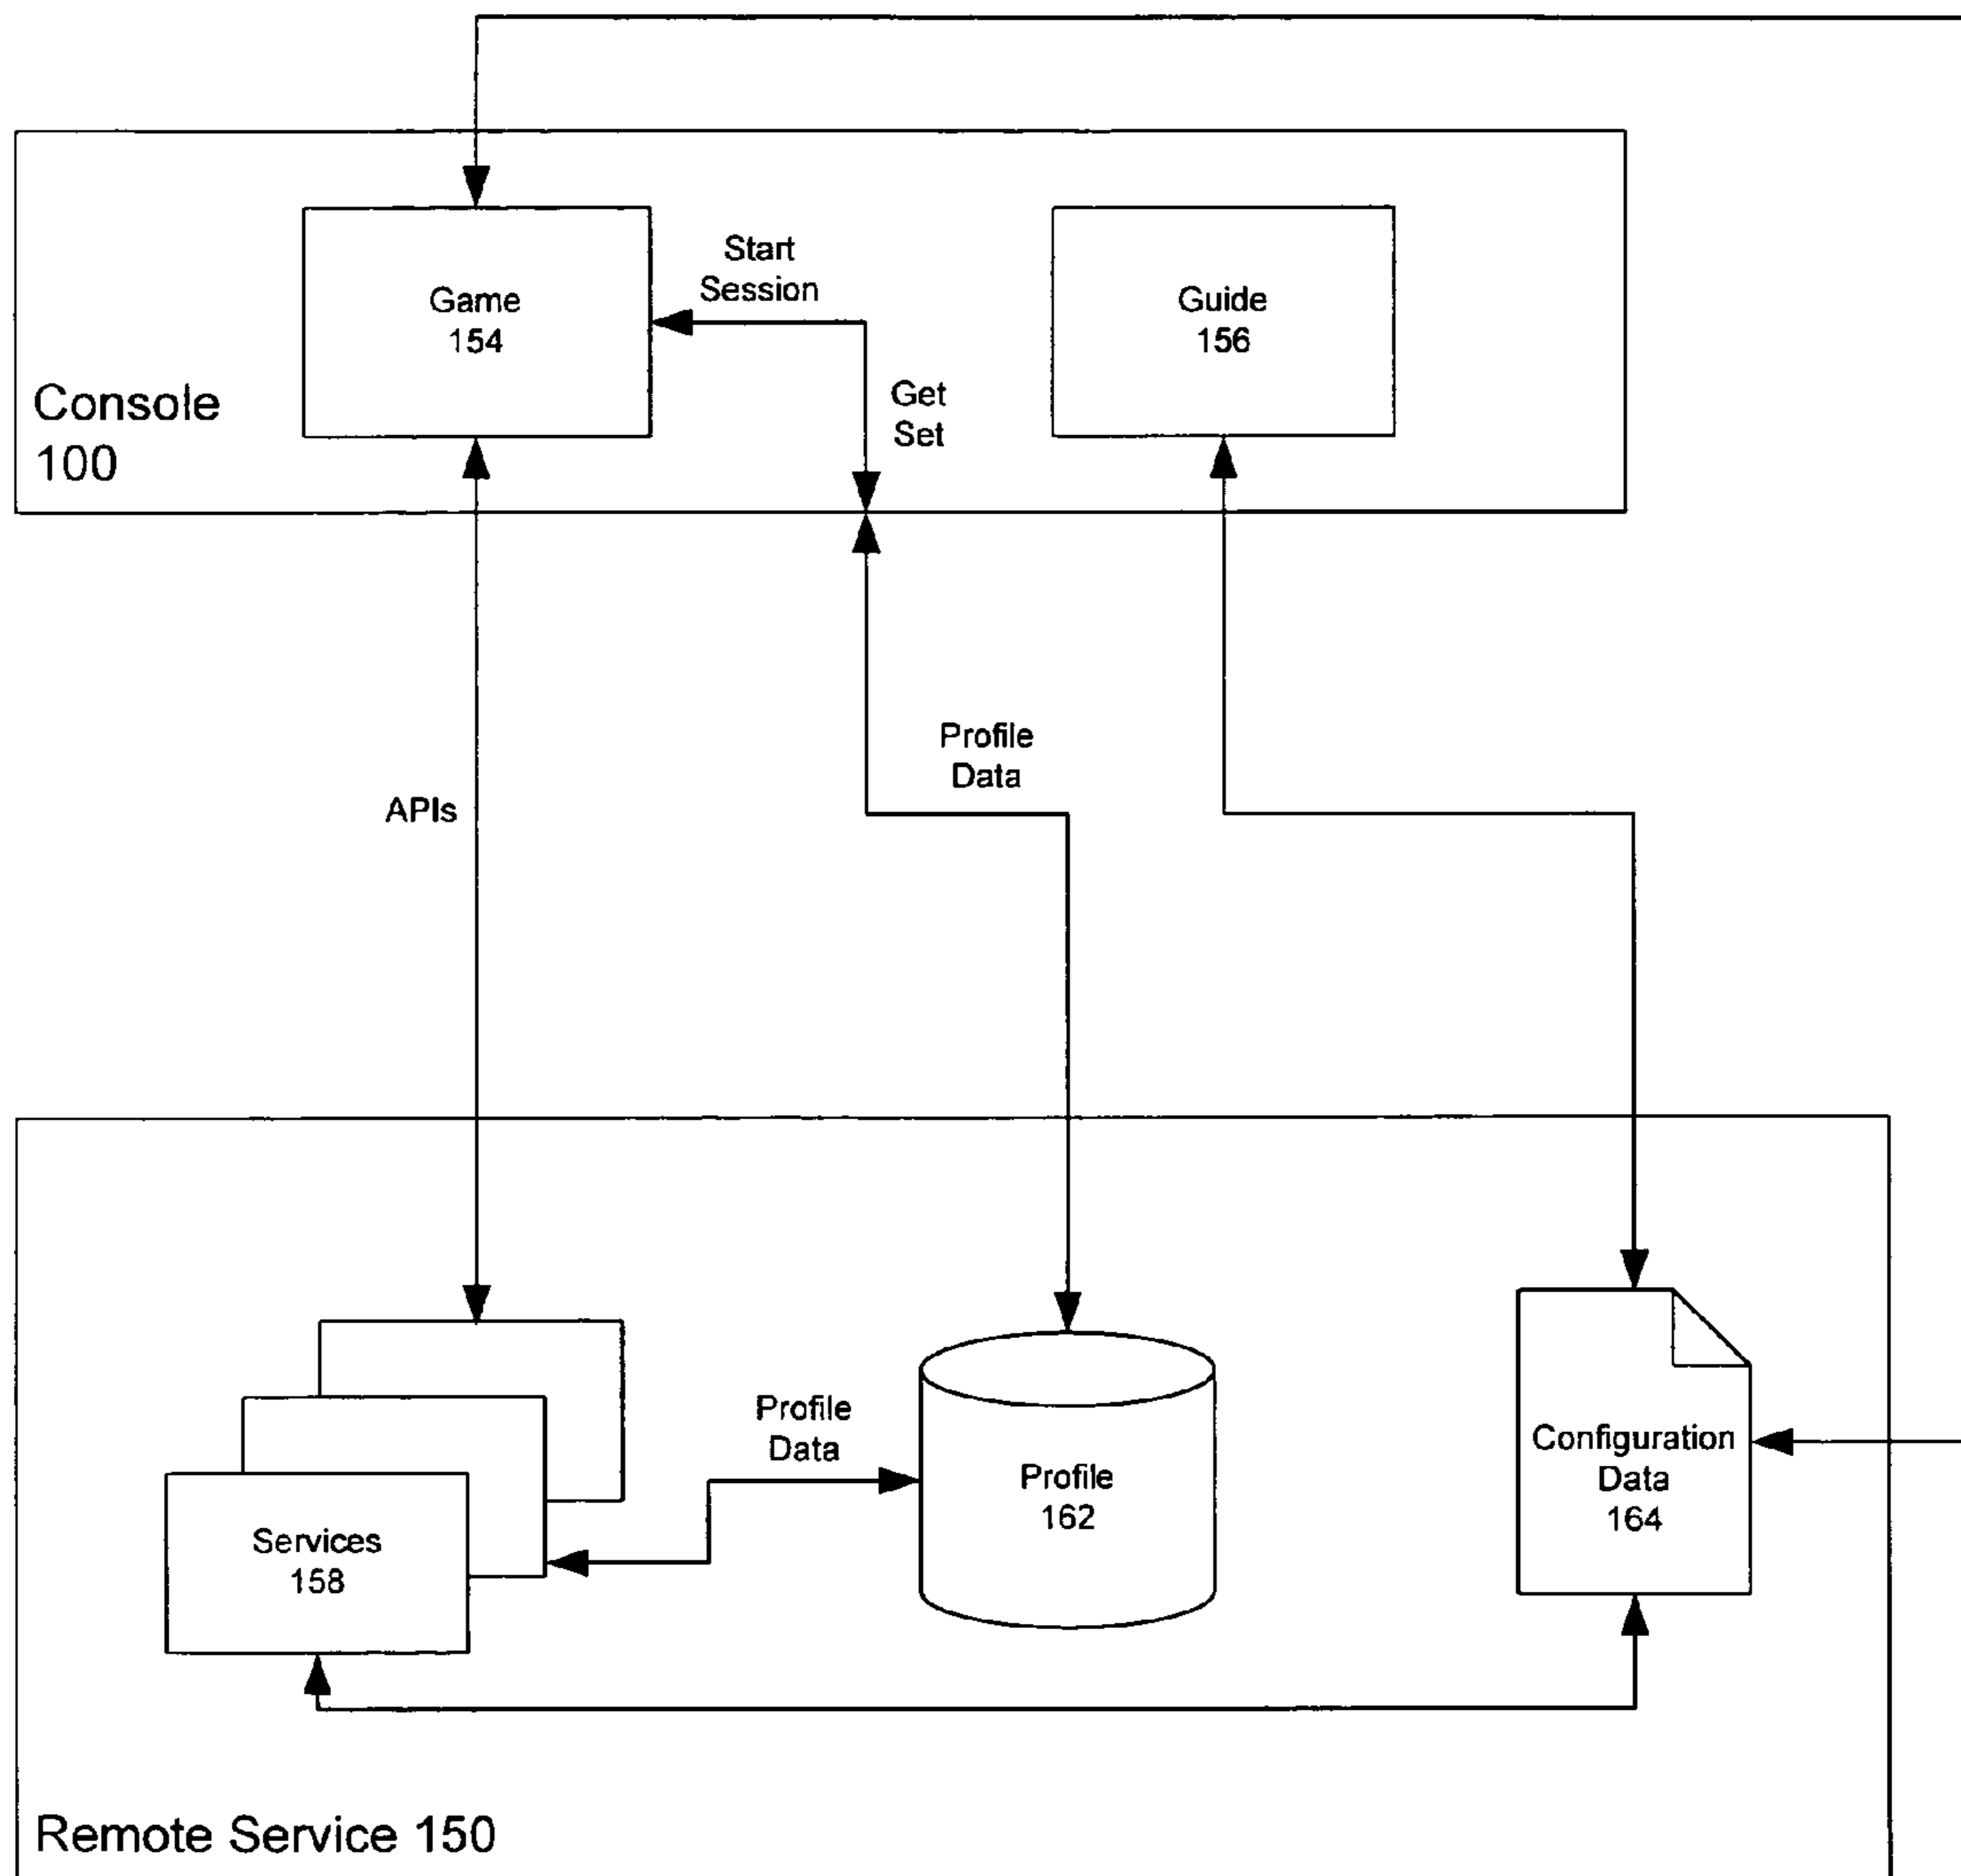 Start
Session
Game
154
Guide
156
Console
100
Get
Set
Profile
Data
APIs
Profile
Data
Services
158
Profile
162
Configuration
Data
164
Remote Service 150